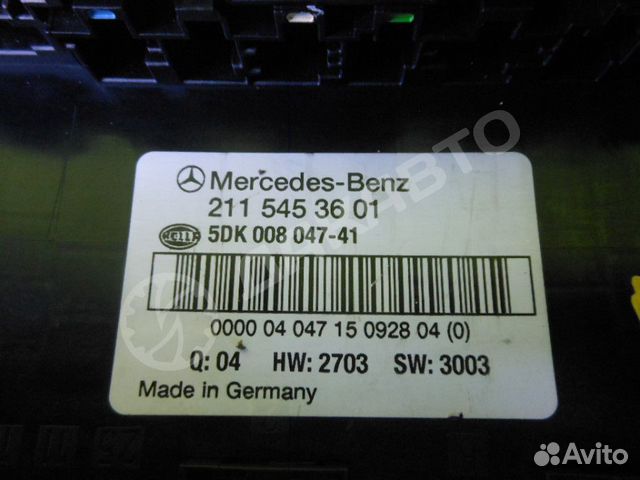 Mercedes-Benz
211 545 36 01
5DK 008 047-41
0000 04 047 15 0928 04 (0)
Q: 04 HW: 2703 SW: 3003
Made in Germany
Avito